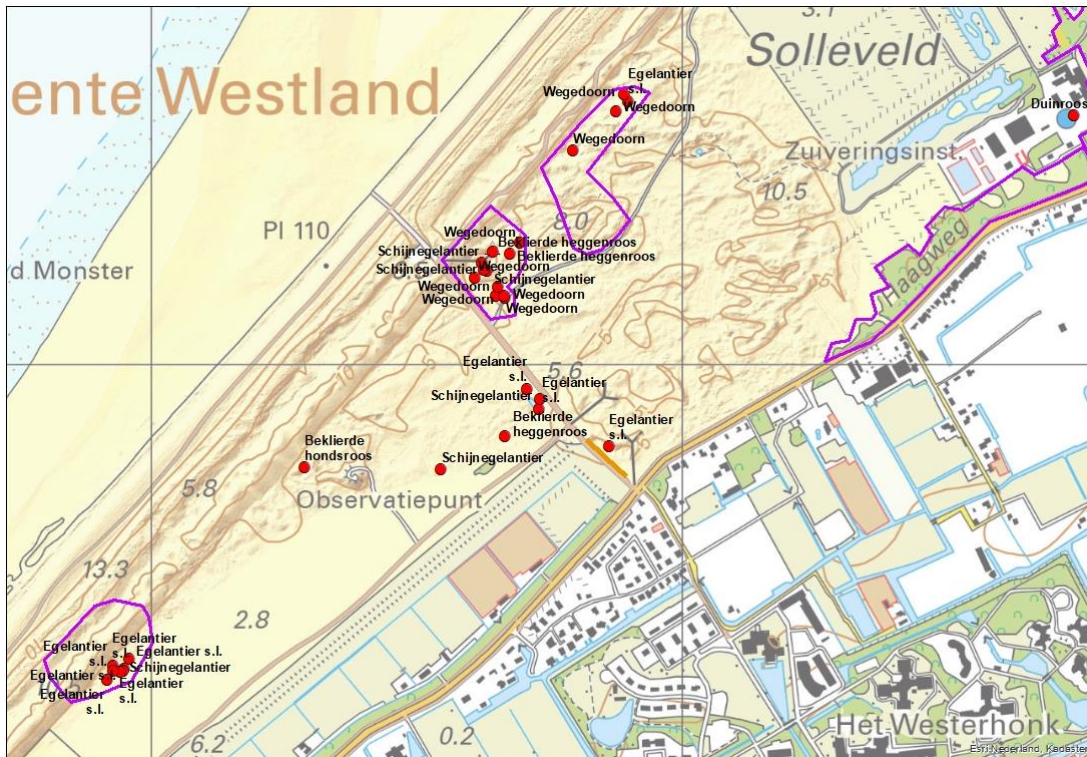 3.1
Solleveld
ente Westland
Egelantier
s.l.
Wegedoorn
Wegedoorn
Duinroos
Wegedoorn
Zuiveringsinst.
10.5
8.0
Pl 110
Wegedoorn
Beklierde heggenroos
Schijnegelantier
Beklierde heggenroos
d Monster
Schijnegelantier
Wegedoorn
Wegedoorn
Schijnegelantier
Wegedoorn
Wegedoorn
Wegedoorn
Haagweg
Egelantier
s.l.
5.6
Egelantier
s.l.
Schijnegelantier
Beklierde
heggenroos
Egelantier
s.l.
Beklierde
hondsroos
Schijnegelantier
5.8
Observatiepunt
13.3
2.8
Egelantier
s.l.
Egelantier
s.l.
Egelantier s.l.
Egelantier s.l.
Schijnegelantier
Egelantier
s.l.
Egelantier
s.l.
6.2
0.2
Het Westerhonk
Esri Nederland, Kadaster